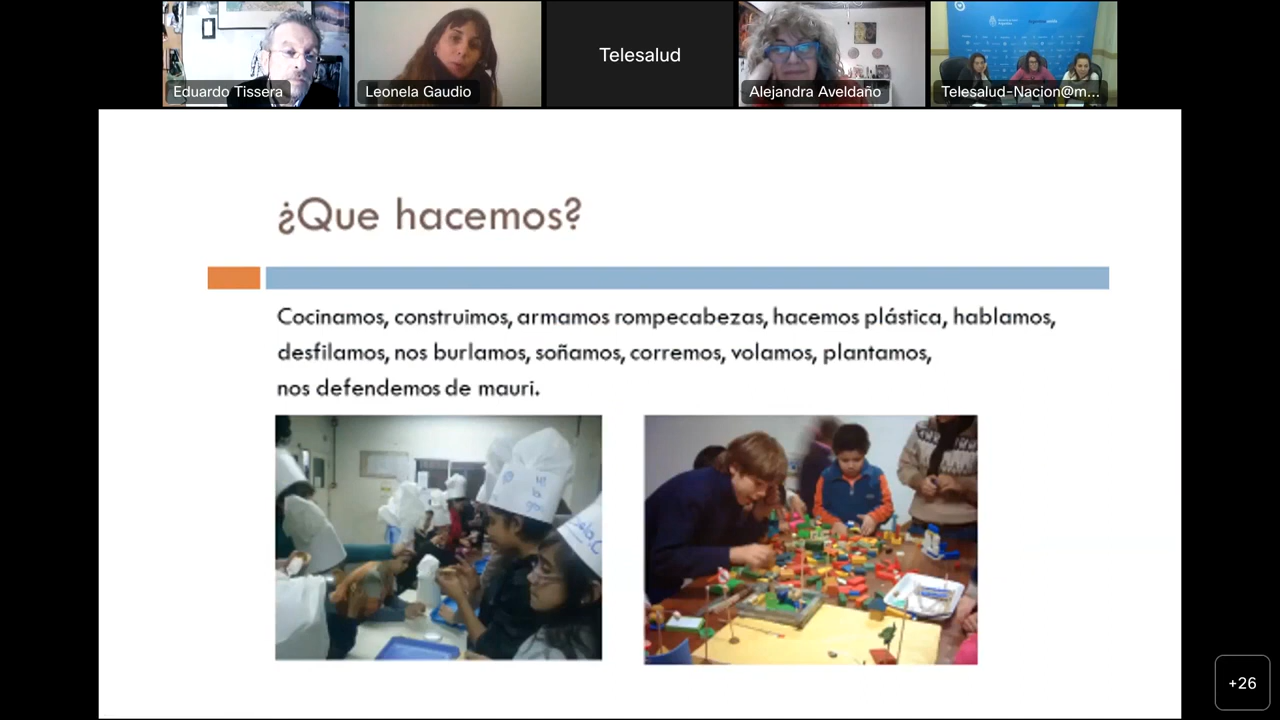 Eduardo Tissera
Leonela Gaudio
Telesalud
Alejandra Aveldaño
Telesalud-Nacion@m...
¿Que hacemos?
Cocinamos, construimos, armamos rompecabezas, hacemos plástica, hablamos,
desfilamos, nos burlamos, soñamos, corremos, volamos, plantamos,
nos defendemos de mauri.
+26